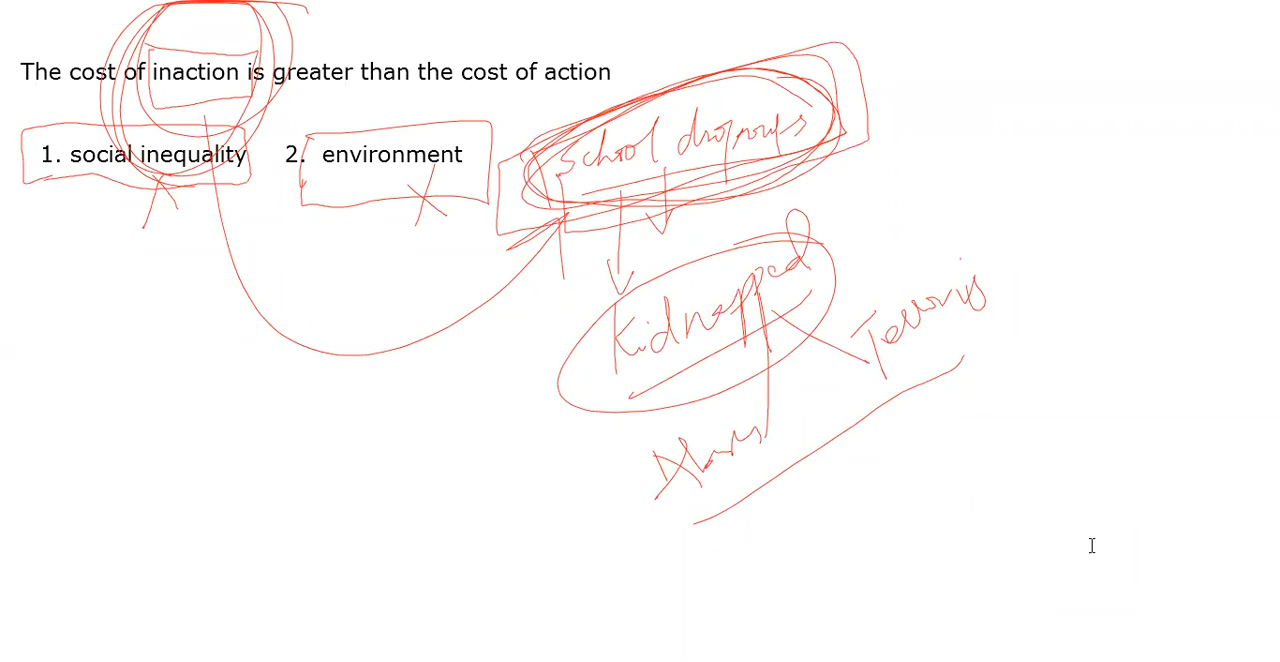 The cost of inaction is greater than the cost of action
1. social inequality 2. environment
School dropouts
Kidnapped